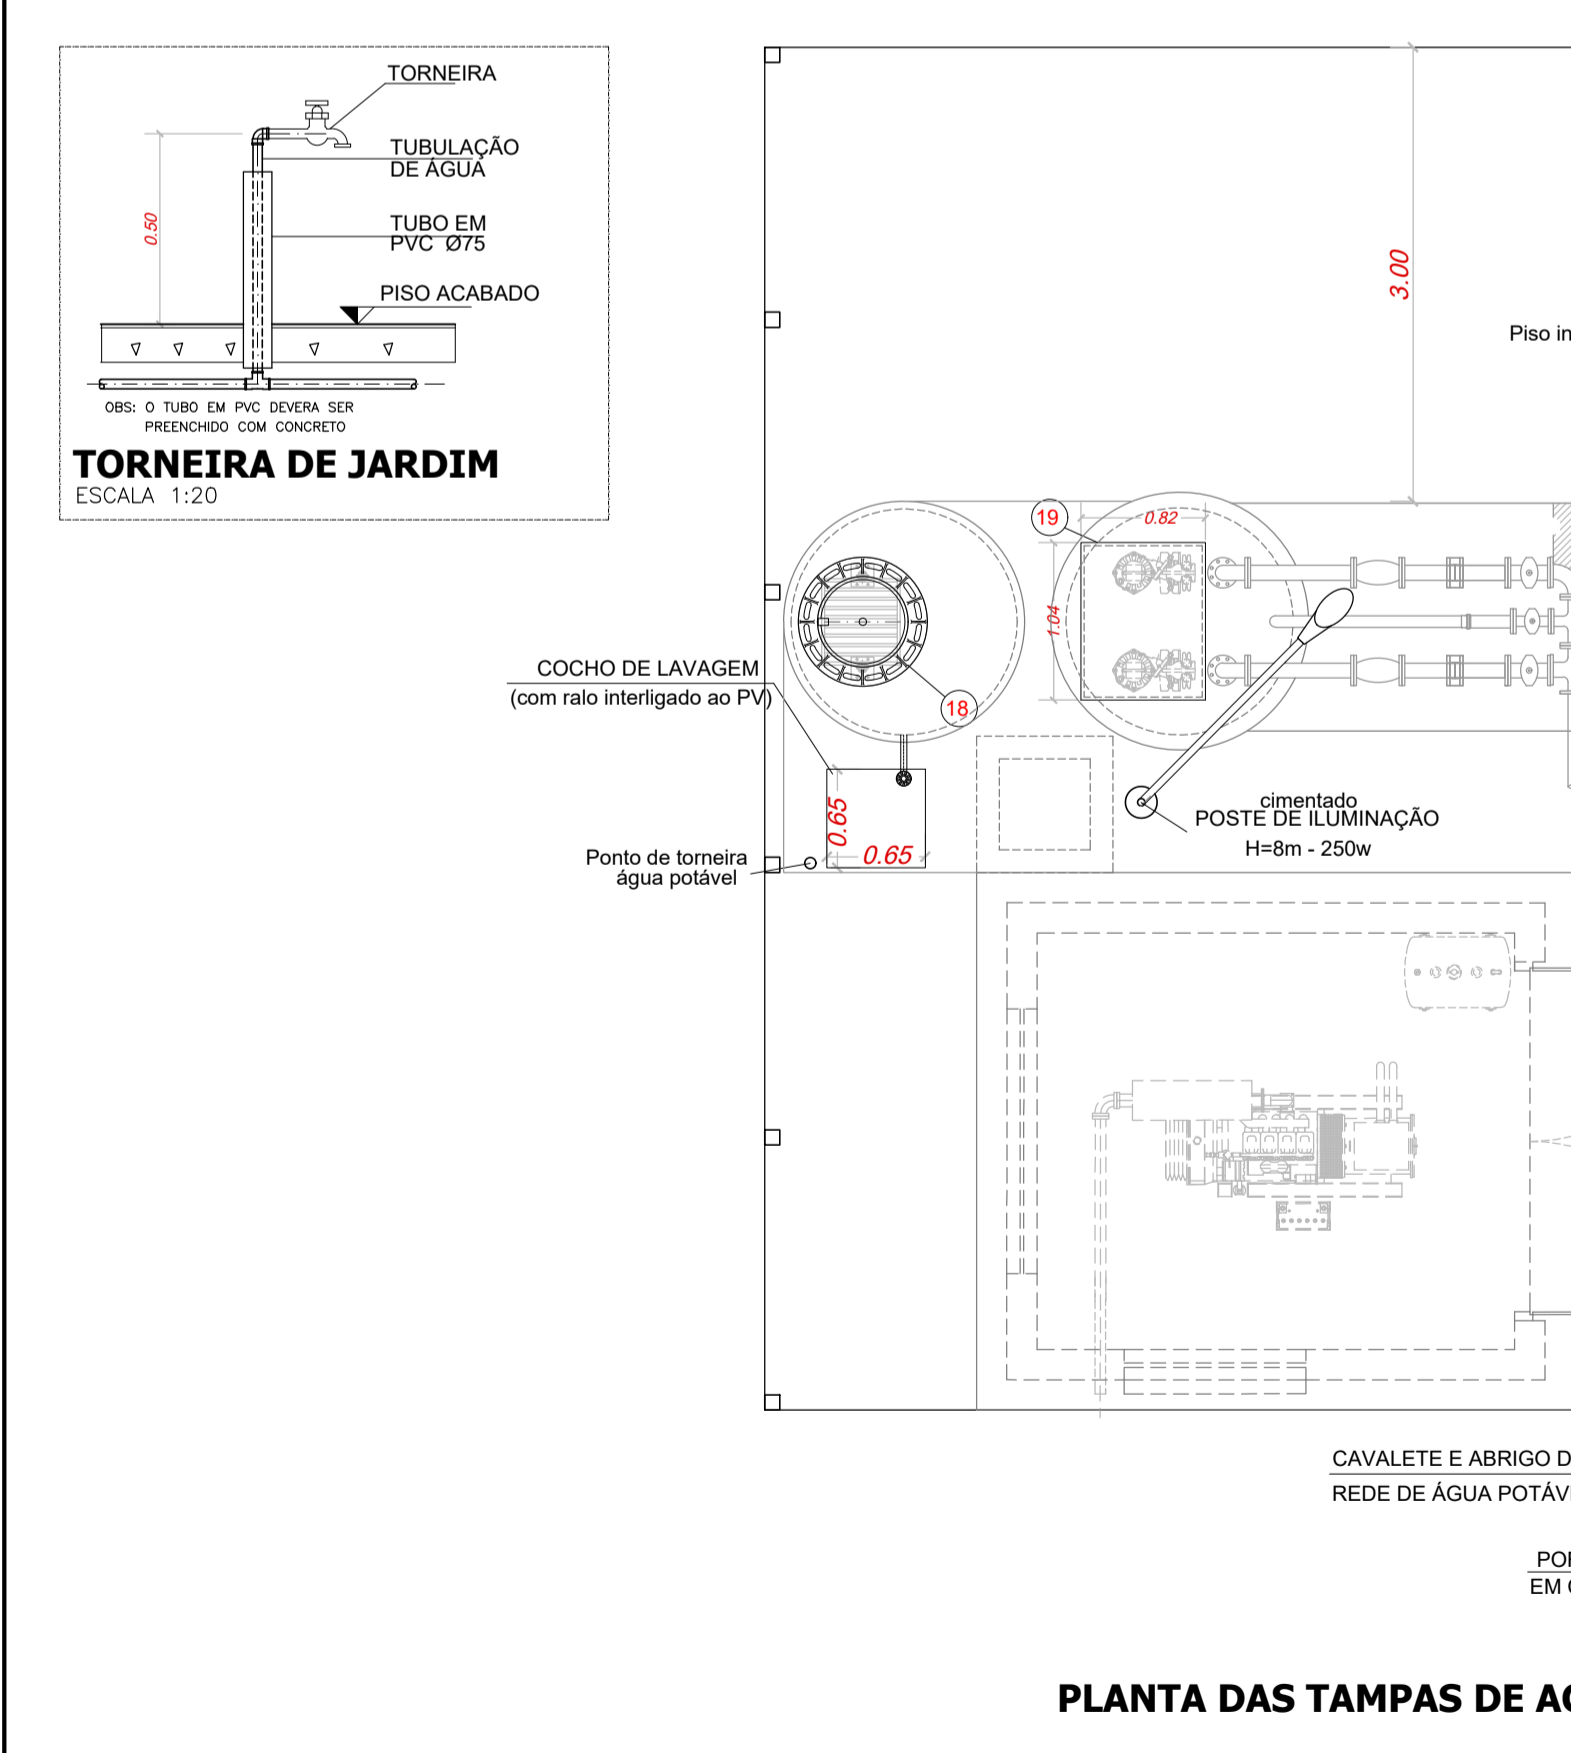 TORNEIRA
TUBULAÇÃO
DE ÁGUA
TUBO EM
PVC Ø75
PISO ACABADO
0.50
OBS: O TUBO EM PVC DEVERA SER
PREENCHIDO COM CONCRETO
TORNEIRA DE JARDIM
ESCALA 1:20
3.00
Piso in
19
0.82
1.04
COCHO DE LAVAGEM
(com ralo interligado ao PV)
18
0.65
0.65
cimentado
POSTE DE ILUMINAÇÃO
H=8m - 250w
Ponto de torneira
água potável
CAVALETE E ABRIGO D
REDE DE ÁGUA POTÁV
PO
EM
PLANTA DAS TAMPAS DE A